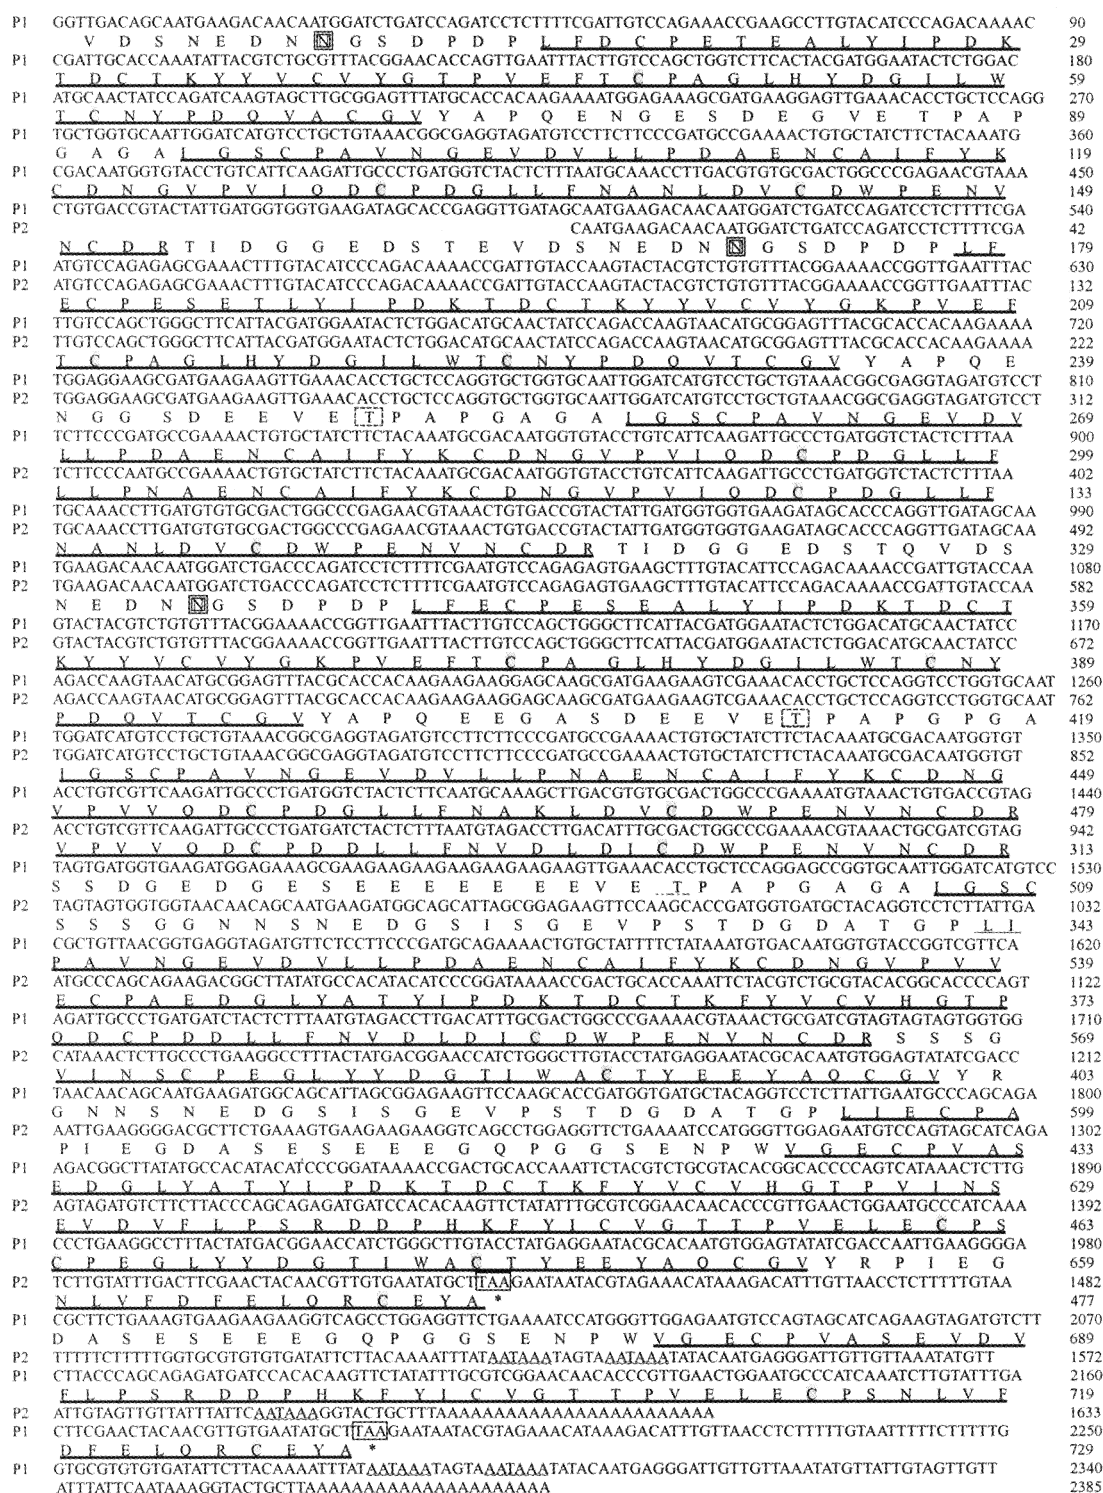 P1 GGTTGACAGCAATGAAGACAACAATGGATCTGATCCAGATCCTCTTTTCGATTGTCCAGAAACCGAAGCCTTGTACATCCCAGACAAAAC 90
V D S N E D N N G S D P D P L F D C P E T E A L Y I P D K 29
P1 CGATTGCACCAAATATTACGTCTGCGTTTACGGAACACCAGTTGAATTTACTTGTCCAGCTGGTCTTCACTACGATGGAATACTCTGGAC 180
T D C T K Y Y V C V Y G T P V E F T C P A G L H Y D G I L W 59
P1 ATGCAACTATCCAGATCAAGTAGCTTGCGGAGTTTATGCACCACAAGAAAATGGAGAAAGCGATGAAGGAGTTGAAACACCTGCTCCAGG 270
T C N Y P D Q V A C G V Y A P Q E N G E S D E G V E T P A P 89
P1 TGCTGGTGCAATTGGATCATGTCCTGCTGTAAACGGCGAGGTAGATGTCCTTCTTCCCGATGCCGAAAACTGTGCTATCTTCTACAAATG 360
G A G A I G S C P A V N G E V D V L L P D A E N C A I F Y K 119
P1 CGACAATGGTGTACCTGTCATTCAAGATTGCCCTGATGGTCTACTCTTTAATGCAAACCTTGACGTGTGCGACTGGCCCGAGAACGTAAA 450
C D N G V P V I Q D C P D G L L F N A N L D V C D W P E N V 149
P1 CTGTGACCGTACTATTGATGGTGGTGAAGATAGCACCGAGGTTGATAGCAATGAAGACAACAATGGATCTGATCCAGATCCTCTTTTCGA 540
P2 CAATGAAGACAACAATGGATCTGATCCAGATCCTCTTTTCGA 42
N C D R T I D G G E D S T E V D S N E D N N G S D P D P L F 179
P1 ATGTCCAGAGAGCGAAACTTTGTACATCCCAGACAAAACCGATTGTACCAAGTACTACGTCTGTGTTTACGGAAAACCGGTTGAATTTAC 630
P2 ATGTCCAGAGAGCGAAACTTTGTACATCCCAGACAAAACCGATTGTACCAAGTACTACGTCTGTGTTTACGGAAAACCGGTTGAATTTAC 132
E C P E S E T L Y I P D K T D C T K Y Y V C V Y G K P V E F 209
P1 TTGTCCAGCTGGGCTTCATTACGATGGAATACTCTGGACATGCAACTATCCAGACCAAGTAACATGCGGAGTTTACGCACCACAAGAAAA 720
P2 TTGTCCAGCTGGGCTTCATTACGATGGAATACTCTGGACATGCAACTATCCAGACCAAGTAACATGCGGAGTTTACGCACCACAAGAAAA 222
T C P A G L H Y D G I L W T C N Y P D Q V T C G V Y A P Q E 239
P1 TGGAGGAAGCGATGAAGAAGTTGAAACACCTGCTCCAGGTGCTGGTGCAATTGGATCATGTCCTGCTGTAAACGGCGAGGTAGATGTCCT 810
P2 TGGAGGAAGCGATGAAGAAGTTGAAACACCTGCTCCAGGTGCTGGTGCAATTGGATCATGTCCTGCTGTAAACGGCGAGGTAGATGTCCT 312
N G G S D E E V E T P A P G A G A I G S C P A V N G E V D V 269
P1 TCTTCCCGATGCCGAAAACTGTGCTATCTTCTACAAATGCGACAATGGTGTACCTGTCATTCAAGATTGCCCTGATGGTCTACTCTTTAA 900
L L P D A E N C A I F Y K C D N G V P V I Q D C P D G L L F 299
P2 TCTTCCCAATGCCGAAAACTGTGCTATCTTCTACAAATGCGACAATGGTGTACCTGTCATTCAAGATTGCCCTGATGGTCTACTCTTTAA 402
L L P N A E N C A I F Y K C D N G V P V I Q D C P D G L L F 133
P1 TGCAAACCTTGATGTGTGCGACTGGCCCGAGAACGTAAACTGTGACCGTACTATTGATGGTGGTGAAGATAGCACCCAGGTTGATAGCAA 990
P2 TGCAAACCTTGATGTGTGCGACTGGCCCGAGAACGTAAACTGTGACCGTACTATTGATGGTGGTGAAGATAGCACCCAGGTTGATAGCAA 492
N A N L D V C D W P E N V N C D R T I D G G E D S T Q V D S 329
P1 TGAAGACAACAATGGATCTGACCCAGATCCTCTTTTCGAATGTCCAGAGAGTGAAGCTTTGTACATTCCAGACAAAACCGATTGTACCAA 1080
P2 TGAAGACAACAATGGATCTGACCCAGATCCTCTTTTCGAATGTCCAGAGAGTGAAGCTTTGTACATTCCAGACAAAACCGATTGTACCAA 582
N E D N N G S D P D P L F E C P E S E A L Y I P D K T D C T 359
P1 GTACTACGTCTGTGTTTACGGAAAACCGGTTGAATTTACTTGTCCAGCTGGGCTTCATTACGATGGAATACTCTGGACATGCAACTATCC 1170
P2 GTACTACGTCTGTGTTTACGGAAAACCGGTTGAATTTACTTGTCCAGCTGGGCTTCATTACGATGGAATACTCTGGACATGCAACTATCC 672
K Y Y V C V Y G K P V E F T C P A G L H Y D G I L W T C N Y 389
P1 AGACCAAGTAACATGCGGAGTTTACGCACCACAAGAAGAAGGAGCAAGCGATGAAGAAGTCGAAACACCTGCTCCAGGTCCTGGTGCAAT 1260
P2 AGACCAAGTAACATGCGGAGTTTACGCACCACAAGAAGAAGGAGCAAGCGATGAAGAAGTCGAAACACCTGCTCCAGGTCCTGGTGCAAT 762
P D Q V T C G V Y A P Q E E G A S D E E V E T P A P G P G A 419
P1 TGGATCATGTCCTGCTGTAAACGGCGAGGTAGATGTCCTTCTTCCCGATGCCGAAAACTGTGCTATCTTCTACAAATGCGACAATGGTGT 1350
P2 TGGATCATGTCCTGCTGTAAACGGCGAGGTAGATGTCCTTCTTCCCGATGCCGAAAACTGTGCTATCTTCTACAAATGCGACAATGGTGT 852
I G S C P A V N G E V D V L L P N A E N C A I F Y K C D N G 449
P1 ACCTGTCGTTCAAGATTGCCCTGATGGTCTACTCTTCAATGCAAAGCTTGACGTGTGCGACTGGCCCGAAAATGTAAACTGTGACCGTAG 1440
V P V V Q D C P D G L L F N A K L D V C D W P E N V N C D R 479
P2 ACCTGTCGTTCAAGATTGCCCTGATGATCTACTCTTTAATGTAGACCTTGACATTTGCGACTGGCCCGAAAACGTAAACTGCGATCGTAG 942
V P V V Q D C P D D L L F N V D L D I C D W P E N V N C D R 313
P1 TAGTGATGGTGAAGATGGAGAAAGCGAAGAAGAAGAAGAAGAAGAAGTTGAAACACCTGCTCCAGGAGCCGGTGCAATTGGATCATGTCC 1530
S S D G E D G E S E E E E E E E V E T P A P G A G A I G S C 509
P2 TAGTAGTGGTGGTAACAACAGCAATGAAGATGGCAGCATTAGCGGAGAAGTTCCAAGCACCGATGGTGATGCTACAGGTCCTCTTATTGA 1032
S S S G G N N S N E D G S I S G E V P S T D G D A T G P L I 343
P1 CGCTGTTAACGGTGAGGTAGATGTTCTCCTTCCCGATGCAGAAAACTGTGCTATTTTCTATAAATGTGACAATGGTGTACCGGTCGTTCA 1620
P A V N G E V D V L L P D A E N C A I F Y K C D N G V P V V 539
P2 ATGCCCAGCAGAAGACGGCTTATATGCCACATACATCCCGGATAAAACCGACTGCACCAAATTCTACGTCTGCGTACACGGCACCCCAGT 1122
E C P A E D G L Y A T Y I P D K T D C T K F Y V C V H G T P 373
P1 AGATTGCCCTGATGATCTACTCTTTAATGTAGACCTTGACATTTGCGACTGGCCCGAAAACGTAAACTGCGATCGTAGTAGTAGTGGTGG 1710
Q D C P D D L L F N V D L D I C D W P E N V N C D R S S S G 569
P2 CATAAACTCTTGCCCTGAAGGCCTTTACTATGACGGAACCATCTGGGCTTGTACCTATGAGGAATACGCACAATGTGGAGTATATCGACC 1212
V I N S C P E G L Y Y D G T I W A C T Y E E Y A Q C G V Y R 403
P1 TAACAACAGCAATGAAGATGGCAGCATTAGCGGAGAAGTTCCAAGCACCGATGGTGATGCTACAGGTCCTCTTATTGAATGCCCAGCAGA 1800
G N N S N E D G S I S G E V P S T D G D A T G P L I E C P A 599
P2 AATTGAAGGGGACGCTTCTGAAAGTGAAGAAGAAGGTCAGCCTGGAGGTTCTGAAAATCCATGGGTTGGAGAATGTCCAGTAGCATCAGA 1302
P I E G D A S E S E E E G Q P G G S E N P W V G E C P V A S 433
P1 AGACGGCTTATATGCCACATACATCCCGGATAAAACCGACTGCACCAAATTCTACGTCTGCGTACACGGCACCCCAGTCATAAACTCTTG 1890
E D G L Y A T Y I P D K T D C T K F Y V C V H G T P V I N S 629
P2 AGTAGATGTCTTCTTACCCAGCAGAGATGATCCACACAAGTTCTATATTTGCGTCGGAACAACACCCGTTGAACTGGAATGCCCATCAAA 1392
E V D V F L P S R D D P H K F Y I C V G T T P V E L E C P S 463
P1 CCCTGAAGGCCTTTACTATGACGGAACCATCTGGGCTTGTACCTATGAGGAATACGCACAATGTGGAGTATATCGACCAATTGAAGGGGA 1980
C P E G L Y Y D G T I W A C T Y E E Y A Q C G V Y R P I E G 659
P2 TCTTGTATTTGACTTCGAACTACAACGTTGTGAATATGCTTAAGAATAATACGTAGAAACATAAAGACATTTGTTAACCTCTTTTTGTAA 1482
N L V F D F E L Q R C E Y A * 477
P1 CGCTTCTGAAAGTGAAGAAGAAGGTCAGCCTGGAGGTTCTGAAAATCCATGGGTTGGAGAATGTCCAGTAGCATCAGAAGTAGATGTCTT 2070
D A S E S E E E G Q P G G S E N P W V G E C P V A S E V D V 689
P2 TTTTTCTTTTTGGTGCGTGTGTGATATTCTTACAAAATTTATAATAAATAGTAAATAAATATACAATGAGGGATTGTTGTTAAATATGTT 1572
P1 CTTACCCAGCAGAGATGATCCACACAAGTTCTATATTTGCGTCGGAACAACACCCGTTGAACTGGAATGCCCATCAAATCTTGTATTTGA 2160
F L P S R D D P H K F Y I C V G T T P V E L E C P S N L V F 719
P2 ATTGTAGTTGTTATTTATTCAATAAAGGTACTGCTTTAAAAAAAAAAAAAAAAAAAAAAAA 1633
P1 CTTCGAACTACAACGTTGTGAATATGCTTAAGAATAATACGTAGAAACATAAAGACATTTGTTAACCTCTTTTTGTAATTTTTCTTTTTG 2250
D F E L Q R C E Y A * 729
P1 GTGCGTGTGTGATATTCTTACAAAATTTATAATAAATAGTAAATAAATATACAATGAGGGATTGTTGTTAAATATGTTATTGTAGTTGTT 2340
ATTTATTCAATAAAGGTACTGCTTAAAAAAAAAAAAAAAAAAAAA 2385